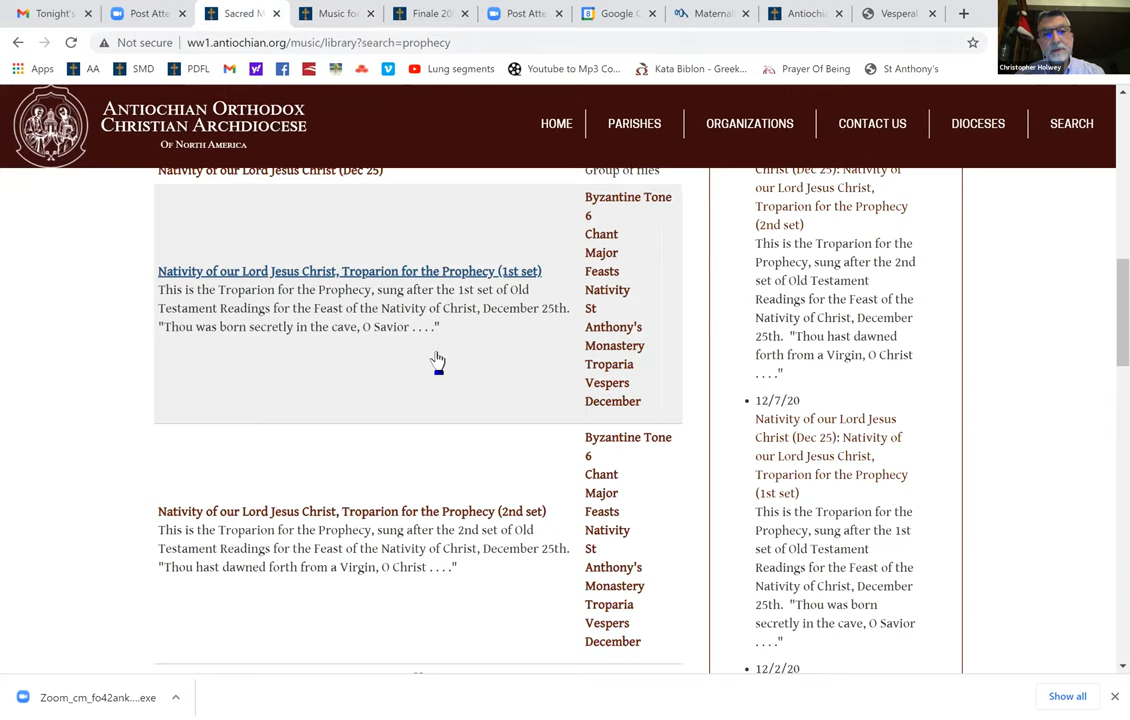 Tonight's
Post Atte
Sacred M
Music fo
Finale 20
Post Atte
Google C
Materna
Antiochia
Vesperal
Not secure
ww1.antiochian.org/music/library?search=prophecy
Apps
AA
SMD
PDFL
Lung segments
Youtube to Mp3 Co...
Kata Biblon - Greek...
Prayer Of Being
St Anthony's
Christopher Holwey
ANTIOCHIAN ORTHODOX
CHRISTIAN ARCHDIOCESE
OF NORTH AMERICA
HOME
PARISHES
ORGANIZATIONS
CONTACT US
DIOCESES
SEARCH
Nativity of our Lord Jesus Christ (Dec 25)
Group of files
Nativity of our Lord Jesus Christ, Troparion for the Prophecy (1st set)
This is the Troparion for the Prophecy, sung after the 1st set of Old
Testament Readings for the Feast of the Nativity of Christ, December 25th.
"Thou was born secretly in the cave, O Savior . . . ."
Byzantine Tone
6
Chant
Major
Feasts
Nativity
St
Anthony's
Monastery
Troparia
Vespers
December
Nativity of our Lord Jesus Christ, Troparion for the Prophecy (2nd set)
This is the Troparion for the Prophecy, sung after the 2nd set of Old
Testament Readings for the Feast of the Nativity of Christ, December 25th.
"Thou hast dawned forth from a Virgin, O Christ . . . ."
Byzantine Tone
6
Chant
Major
Feasts
Nativity
St
Anthony's
Monastery
Troparia
Vespers
December
Christ (Dec 25): Nativity of
our Lord Jesus Christ,
Troparion for the Prophecy
(2nd set)
This is the Troparion for the
Prophecy, sung after the 2nd
set of Old Testament
Readings for the Feast of the
Nativity of Christ, December
25th. "Thou hast dawned
forth from a Virgin, O Christ
. . . ."
• 12/7/20
Nativity of our Lord Jesus
Christ (Dec 25): Nativity of
our Lord Jesus Christ,
Troparion for the Prophecy
(1st set)
This is the Troparion for the
Prophecy, sung after the 1st
set of Old Testament
Readings for the Feast of the
Nativity of Christ, December
25th. "Thou was born
secretly in the cave, O Savior
. . . ."
• 12/2/20
Zoom_cm_fo42ank....exe
Show all